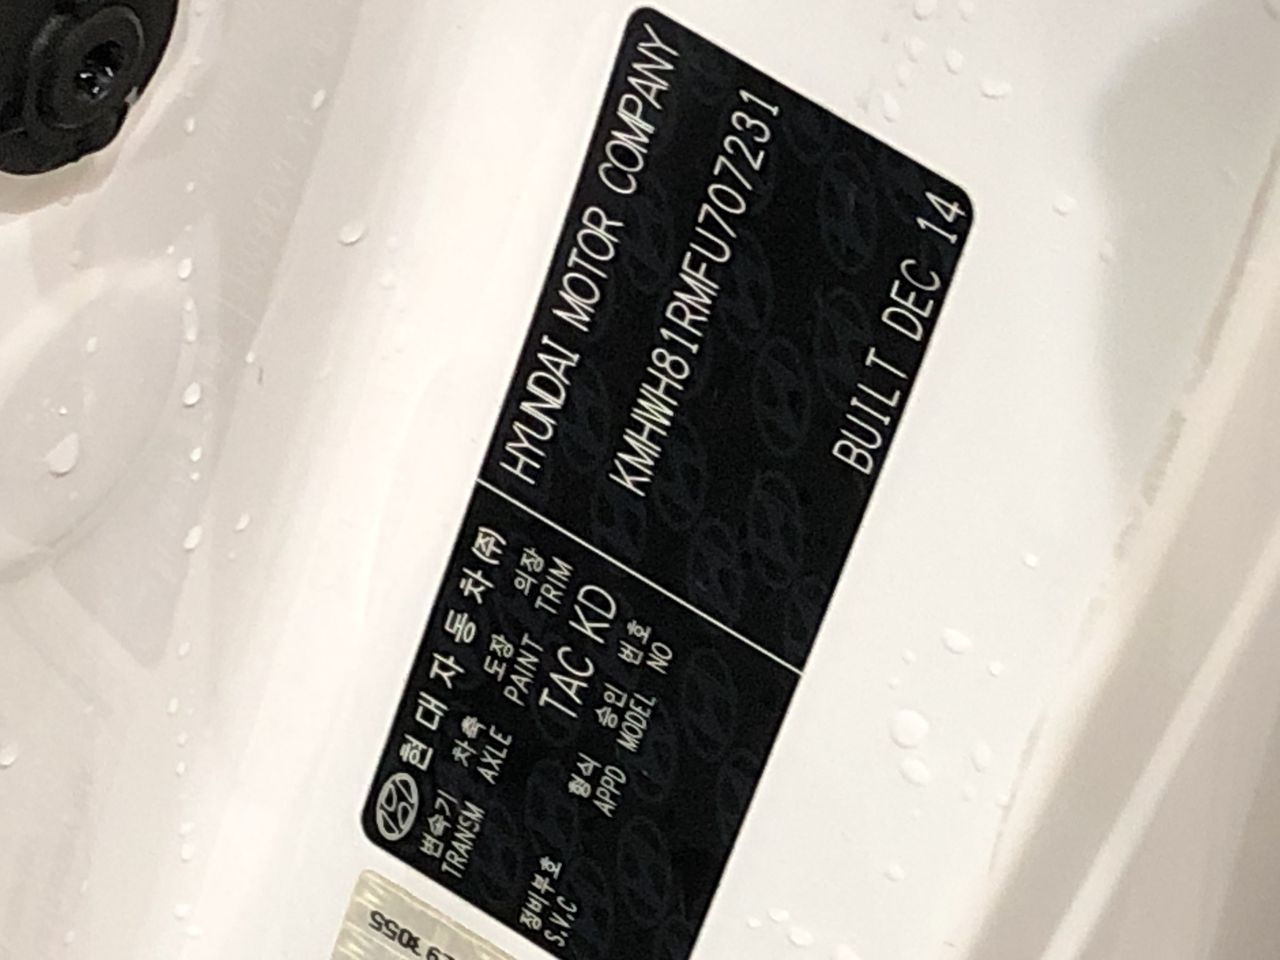 현대자동차(주)
변속기 차축 도장 의장
TRANSM AXLE PAINT TRIM
TAC KD
정비부호 형식 승인 번호
S.V.C APPD MODEL NO
HYUNDAI MOTOR COMPANY
KMHWH81RMFU707231
BUILT DEC 14